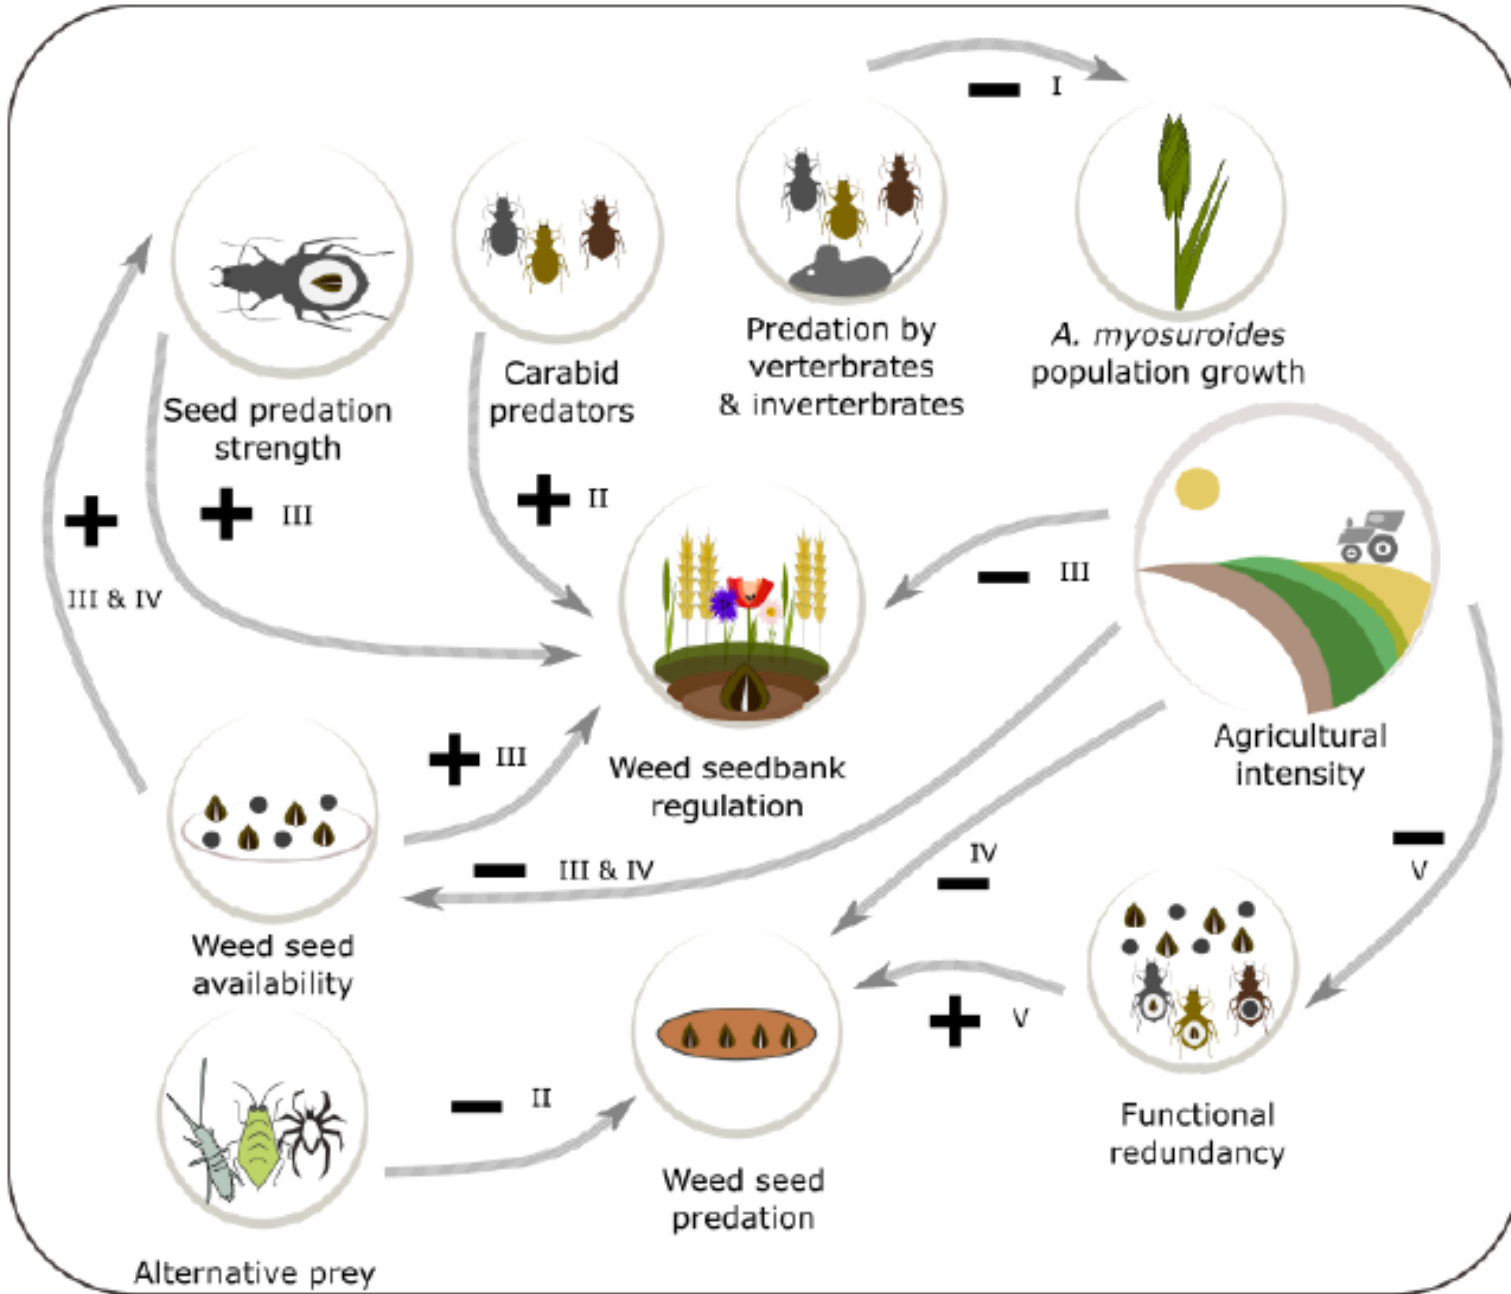 I
Predation by
verterbrates
& inverterbrates
A. myosuroides
population growth
Carabid
predators
Seed predation
strength
+
III
+
II
+
III & IV
III
Agricultural
intensity
Weed seedbank
regulation
+
III
III & IV
IV
V
Weed seed
availability
+
V
II
Functional
redundancy
Weed seed
predation
Alternative prey